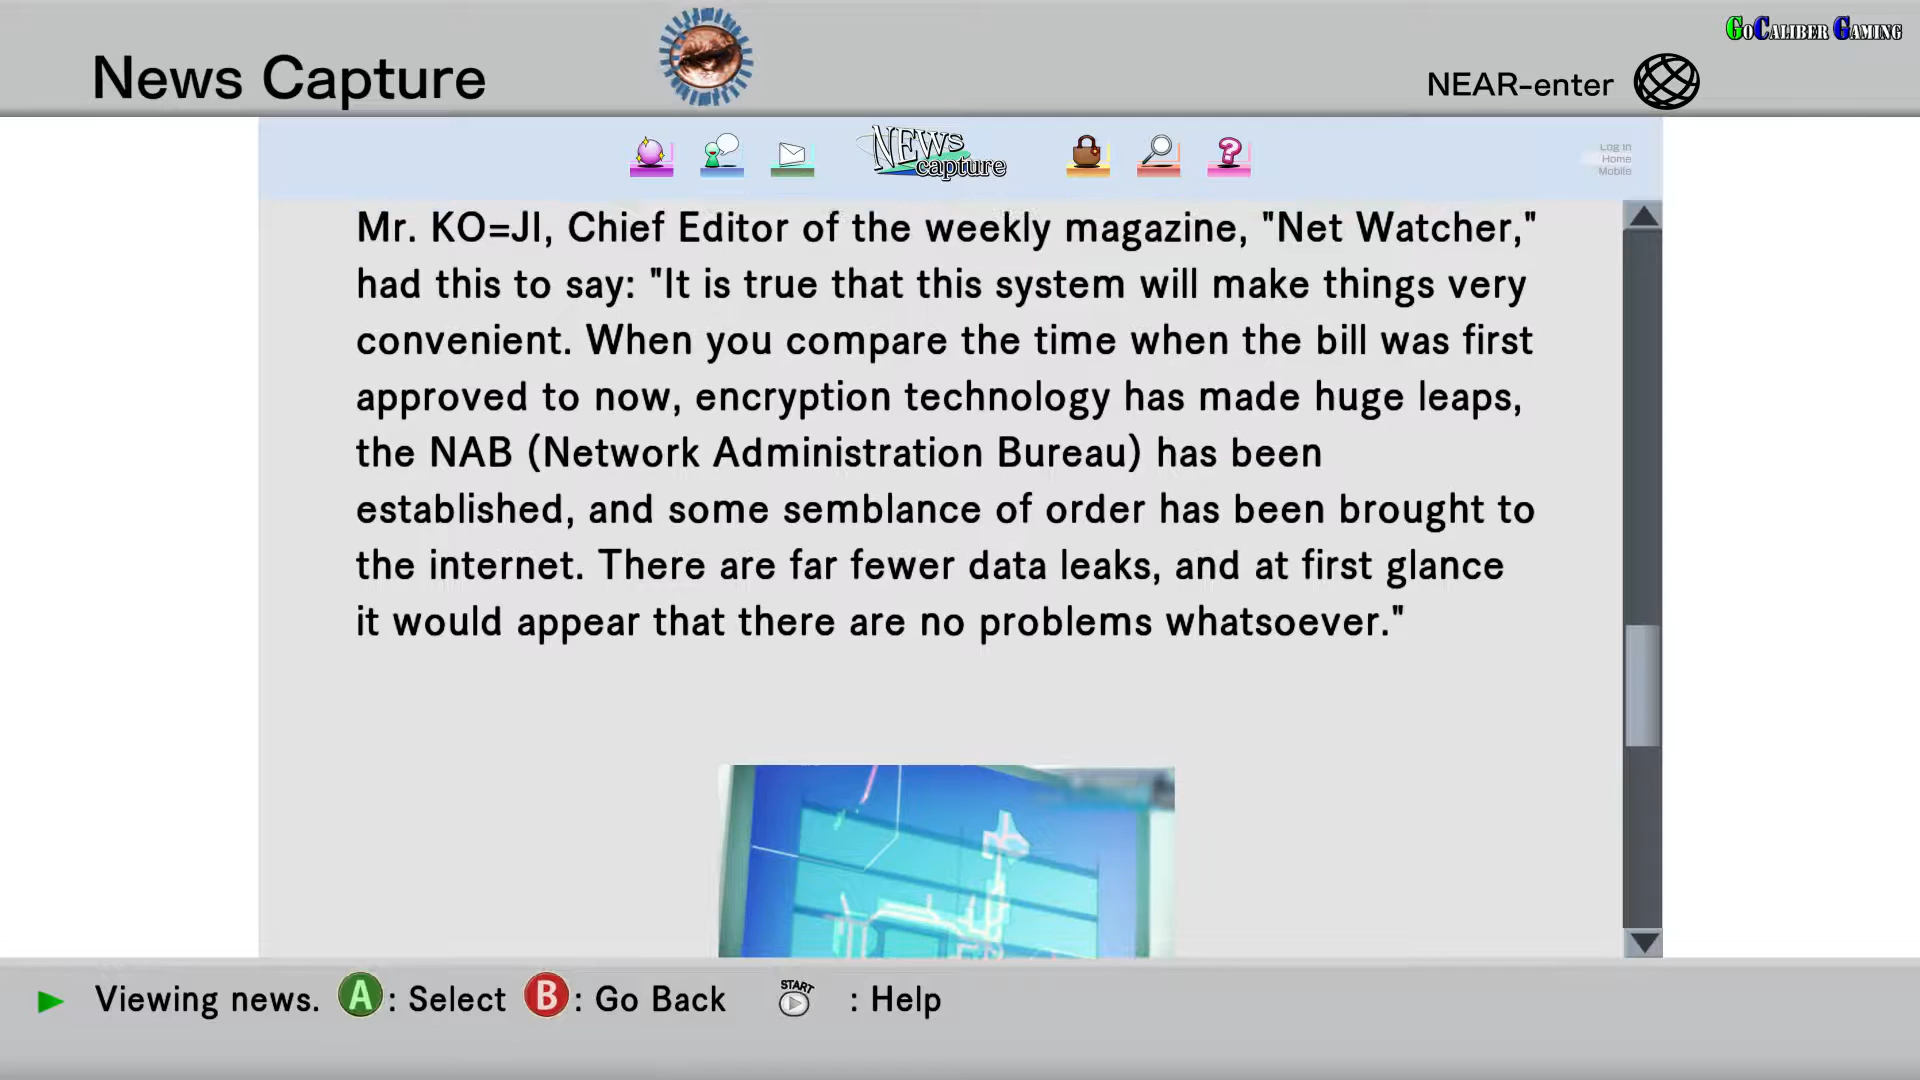 GoCaliber Gaming
News Capture
NEAR-enter
NEWS
capture
Log in
Home
Mobile
Mr. KO=JI, Chief Editor of the weekly magazine, "Net Watcher,"
had this to say: "It is true that this system will make things very
convenient. When you compare the time when the bill was first
approved to now, encryption technology has made huge leaps,
the NAB (Network Administration Bureau) has been
established, and some semblance of order has been brought to
the internet. There are far fewer data leaks, and at first glance
it would appear that there are no problems whatsoever."
Viewing news. A : Select B : Go Back START : Help